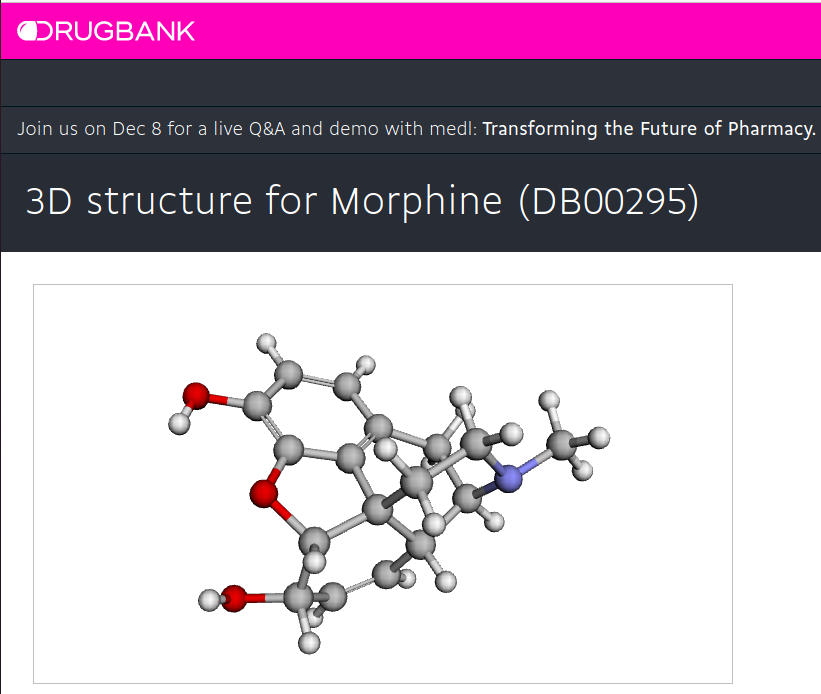 DRUGBANK
Join us on Dec 8 for a live Q&A and demo with medl: Transforming the Future of Pharmacy.
3D structure for Morphine (DB00295)